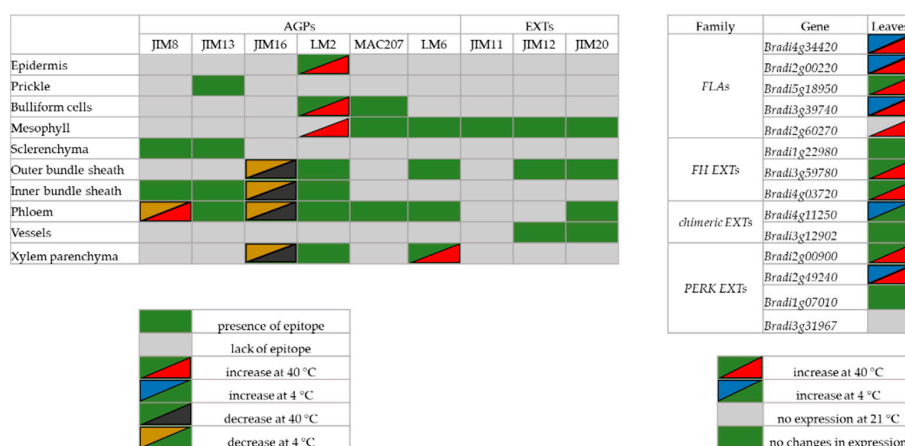 AGPs EXTs
JIM8 JIM13 JIM16 LM2 MAC207 LM6 JIM11 JIM12 JIM20
Epidermis
Prickle
Bulliform cells
Mesophyll
Sclerenchyma
Outer bundle sheath
Inner bundle sheath
Phloem
Vessels
Xylem parenchyma
presence of epitope
lack of epitope
increase at 40 °C
increase at 4 °C
decrease at 40 °C
decrease at 4 °C
Family Gene Leaves
FLAs
Bradi4g34420
Bradi2g00220
Bradi5g18950
Bradi3g39740
Bradi2g60270
FH EXTs
Bradi1g22980
Bradi3g59780
Bradi4g03720
chimeric EXTs
Bradi4g11250
Bradi3g12902
PERK EXTs
Bradi2g00900
Bradi2g49240
Bradi1g07010
Bradi3g31967
increase at 40 °C
increase at 4 °C
no expression at 21 °C
no changes in expression